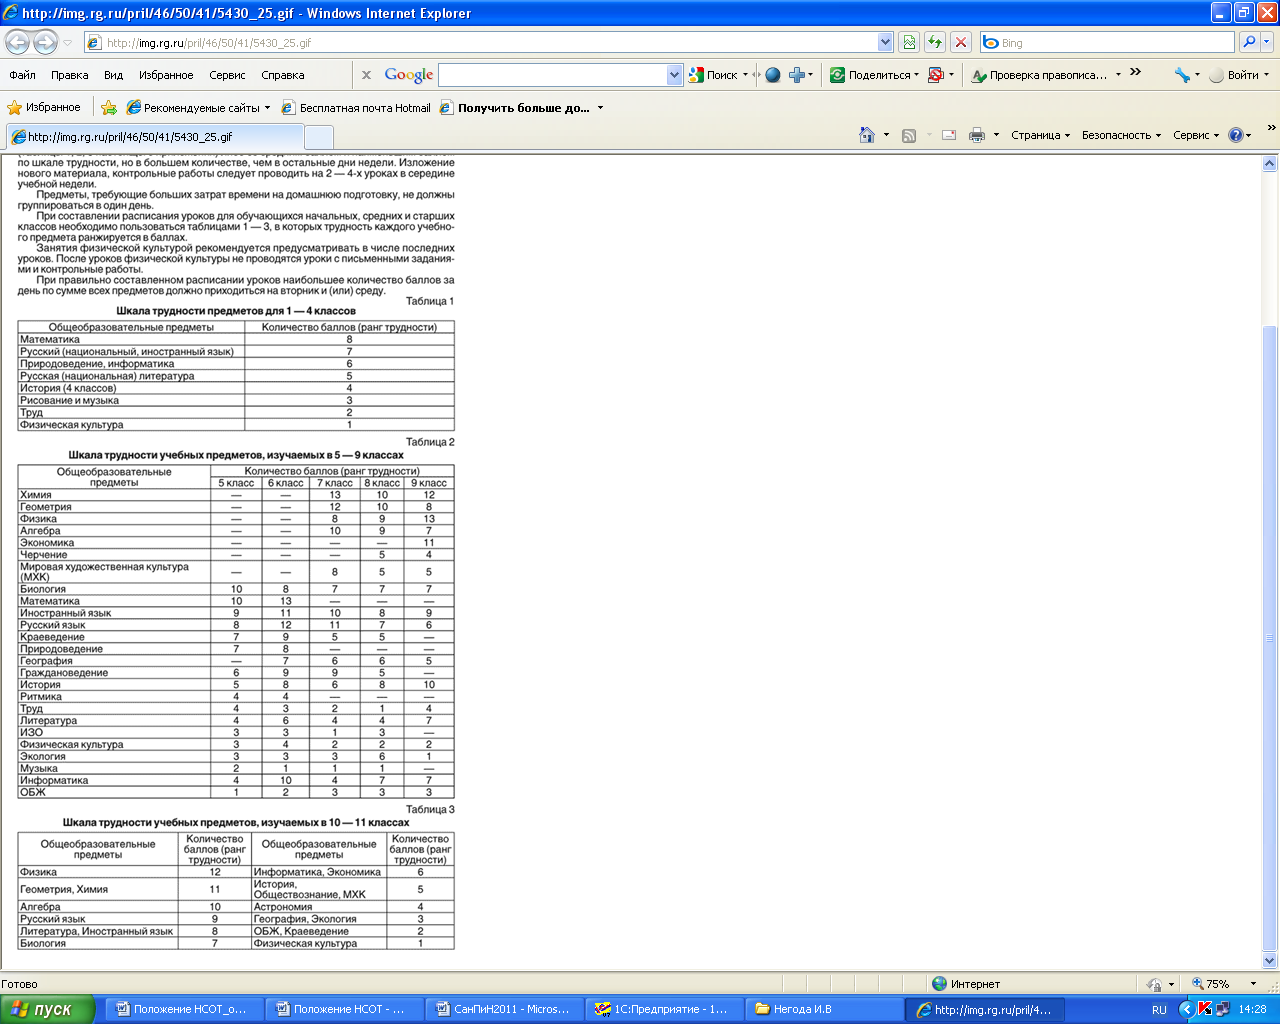 http://img.rg.ru/pril/46/50/41/5430_25.gif - Windows Internet Explorer
http://img.rg.ru/pril/46/50/41/5430_25.gif
Bing
Файл Правка Вид Избранное Сервис Справка
x Google Поиск Поделиться Проверка правописа... » Войти
Избранное Рекомендуемые сайты Бесплатная почта Hotmail Получить больше до...
http://img.rg.ru/pril/46/50/41/5430_25.gif Страница Безопасность Сервис »
по шкале трудности, но в большем количестве, чем в остальные дни недели. Изложение
нового материала, контрольные работы следует проводить на 2 — 4-х уроках в середине
учебной недели.
Предметы, требующие больших затрат времени на домашнюю подготовку, не должны
группироваться в один день.
При составлении расписания уроков для обучающихся начальных, средних и старших
классов необходимо пользоваться таблицами 1 — 3, в которых трудность каждого учебно-
го предмета ранжируется в баллах.
Занятия физической культурой рекомендуется предусматривать в числе последних
уроков. После уроков физической культуры не проводятся уроки с письменными задания-
ми и контрольные работы.
При правильно составленном расписании уроков наибольшее количество баллов за
день по сумме всех предметов должно приходиться на вторник и (или) среду.
Таблица 1
Шкала трудности предметов для 1 — 4 классов
Общеобразовательные предметы Количество баллов (ранг трудности)
Математика 8
Русский (национальный, иностранный язык) 7
Природоведение, информатика 6
Русская (национальная) литература 5
История (4 классов) 4
Рисование и музыка 3
Труд 2
Физическая культура 1
Таблица 2
Шкала трудности учебных предметов, изучаемых в 5 — 9 классах
Общеобразовательные предметы Количество баллов (ранг трудности)
5 класс 6 класс 7 класс 8 класс 9 класс
Химия — — 13 10 12
Геометрия — — 12 10 8
Физика — — 8 9 13
Алгебра — — 10 9 7
Экономика — — — — 11
Черчение — — — 5 4
Мировая художественная культура
(МХК) — — 8 5 5
Биология 10 8 7 7 7
Математика 10 13 — — —
Иностранный язык 9 11 10 8 9
Русский язык 8 12 11 7 6
Краеведение 7 9 5 5 —
Природоведение 7 8 — — —
География — 7 6 6 5
Граждановедение 6 9 9 5 —
История 5 8 6 8 10
Ритмика 4 4 — — —
Труд 4 3 2 1 4
Литература 4 6 4 4 7
ИЗО 3 3 1 3 —
Физическая культура 3 4 2 2 2
Экология 3 3 3 6 1
Музыка 2 1 1 1 —
Информатика 4 10 4 7 7
ОБЖ 1 2 3 3 3
Таблица 3
Шкала трудности учебных предметов, изучаемых в 10 — 11 классах
Общеобразовательные предметы Количество баллов (ранг трудности) Общеобразовательные предметы Количество баллов (ранг трудности)
Физика 12 Информатика, Экономика 6
Геометрия, Химия 11 История, Обществознание, МХК 5
Алгебра 10 Астрономия 4
Русский язык 9 География, Экология 3
Литература, Иностранный язык 8 ОБЖ, Краеведение 2
Биология 7 Физическая культура 1
Готово Интернет 75%
пуск Положение НСОТ_о... Положение НСОТ - ... СанПиН2011 - Micros... 1С:Предприятие - 1... Негода И.В http://img.rg.ru/pril/4... RU 14:28